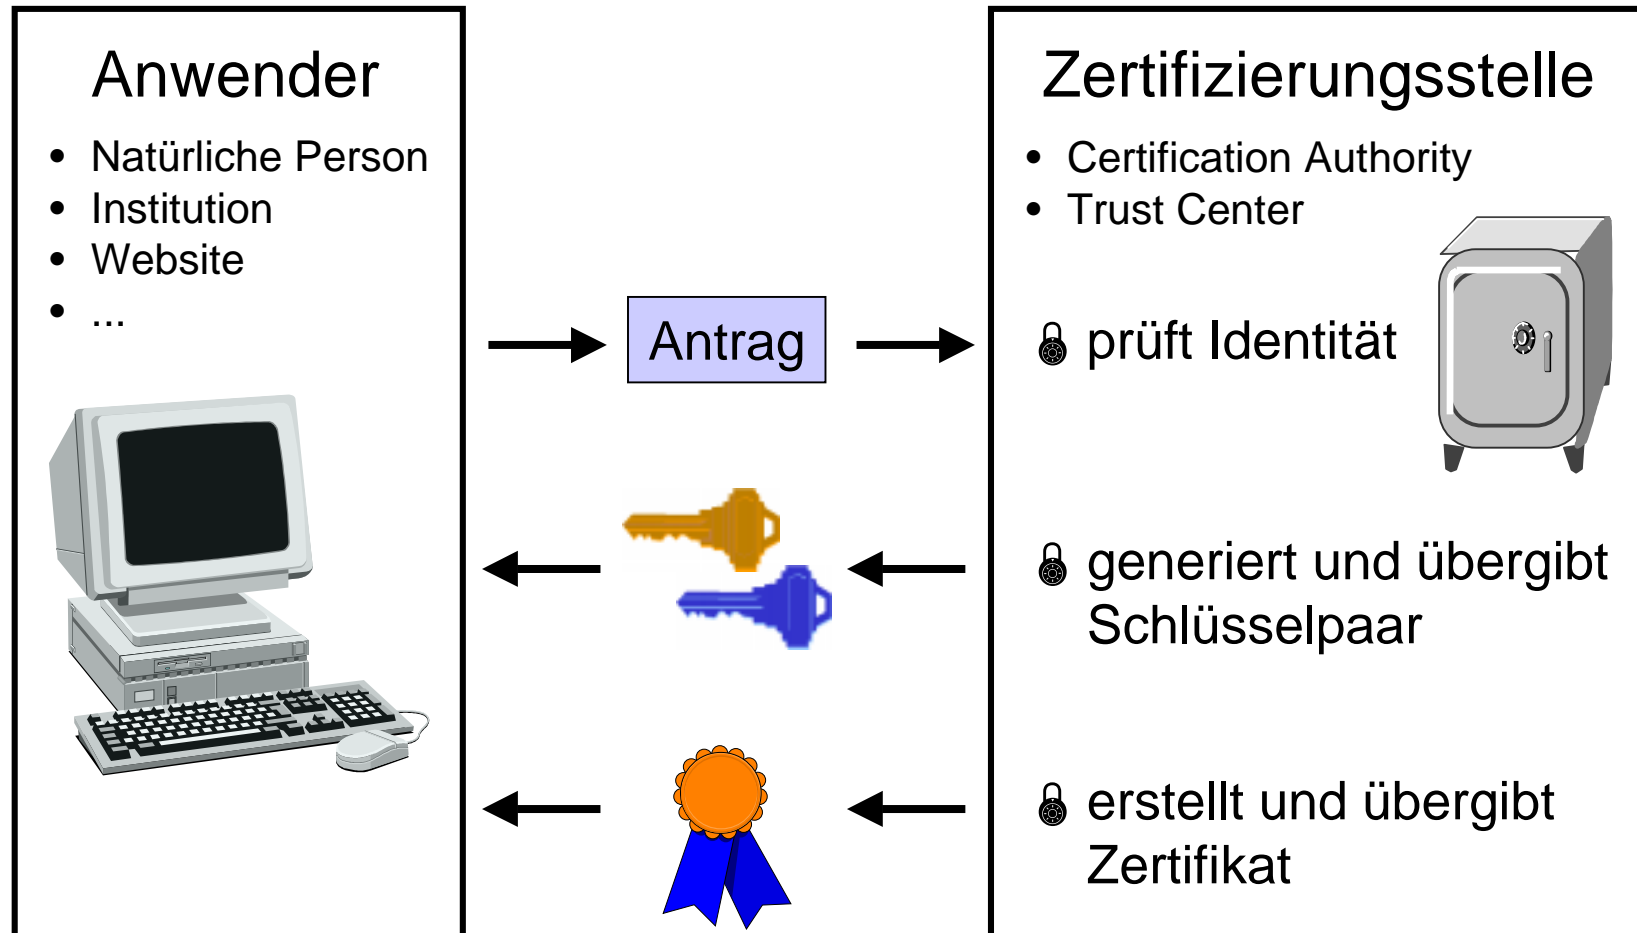 Anwender
• Natürliche Person
• Institution
• Website
• ...
Antrag
Zertifizierungsstelle
• Certification Authority
• Trust Center
prüft Identität
generiert und übergibt
Schlüsselpaar
erstellt und übergibt
Zertifikat